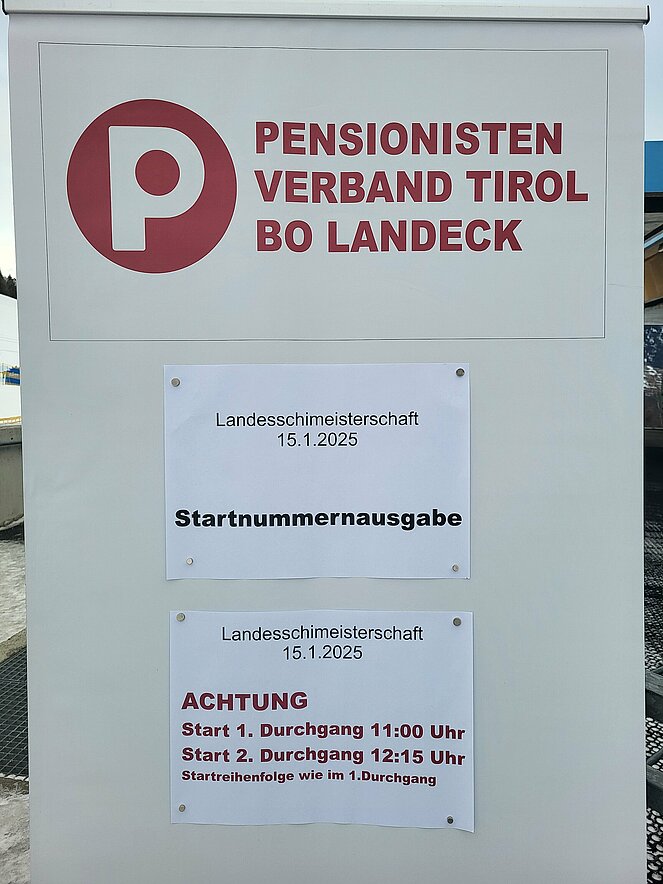 P
PENSIONISTEN
VERBAND TIROL
BO LANDECK
Landesschimeisterschaft
15.1.2025
Startnummernausgabe
Landesschimeisterschaft
15.1.2025
ACHTUNG
Start 1. Durchgang 11:00 Uhr
Start 2. Durchgang 12:15 Uhr
Startreihenfolge wie im 1.Durchgang